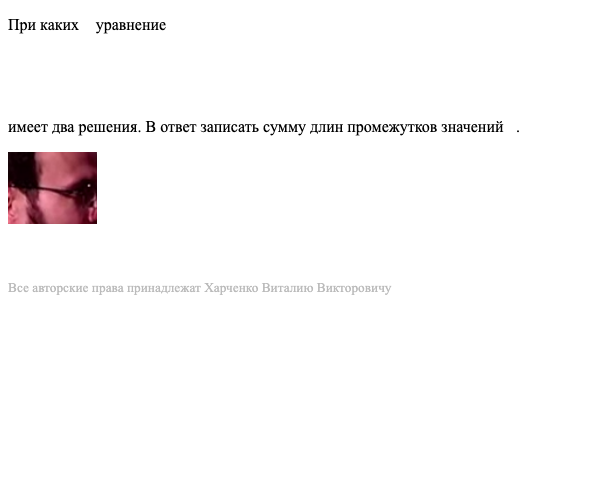 При каких уравнение
имеет два решения. В ответ записать сумму длин промежутков значений .
Все авторские права принадлежат Харченко Виталию Викторовичу